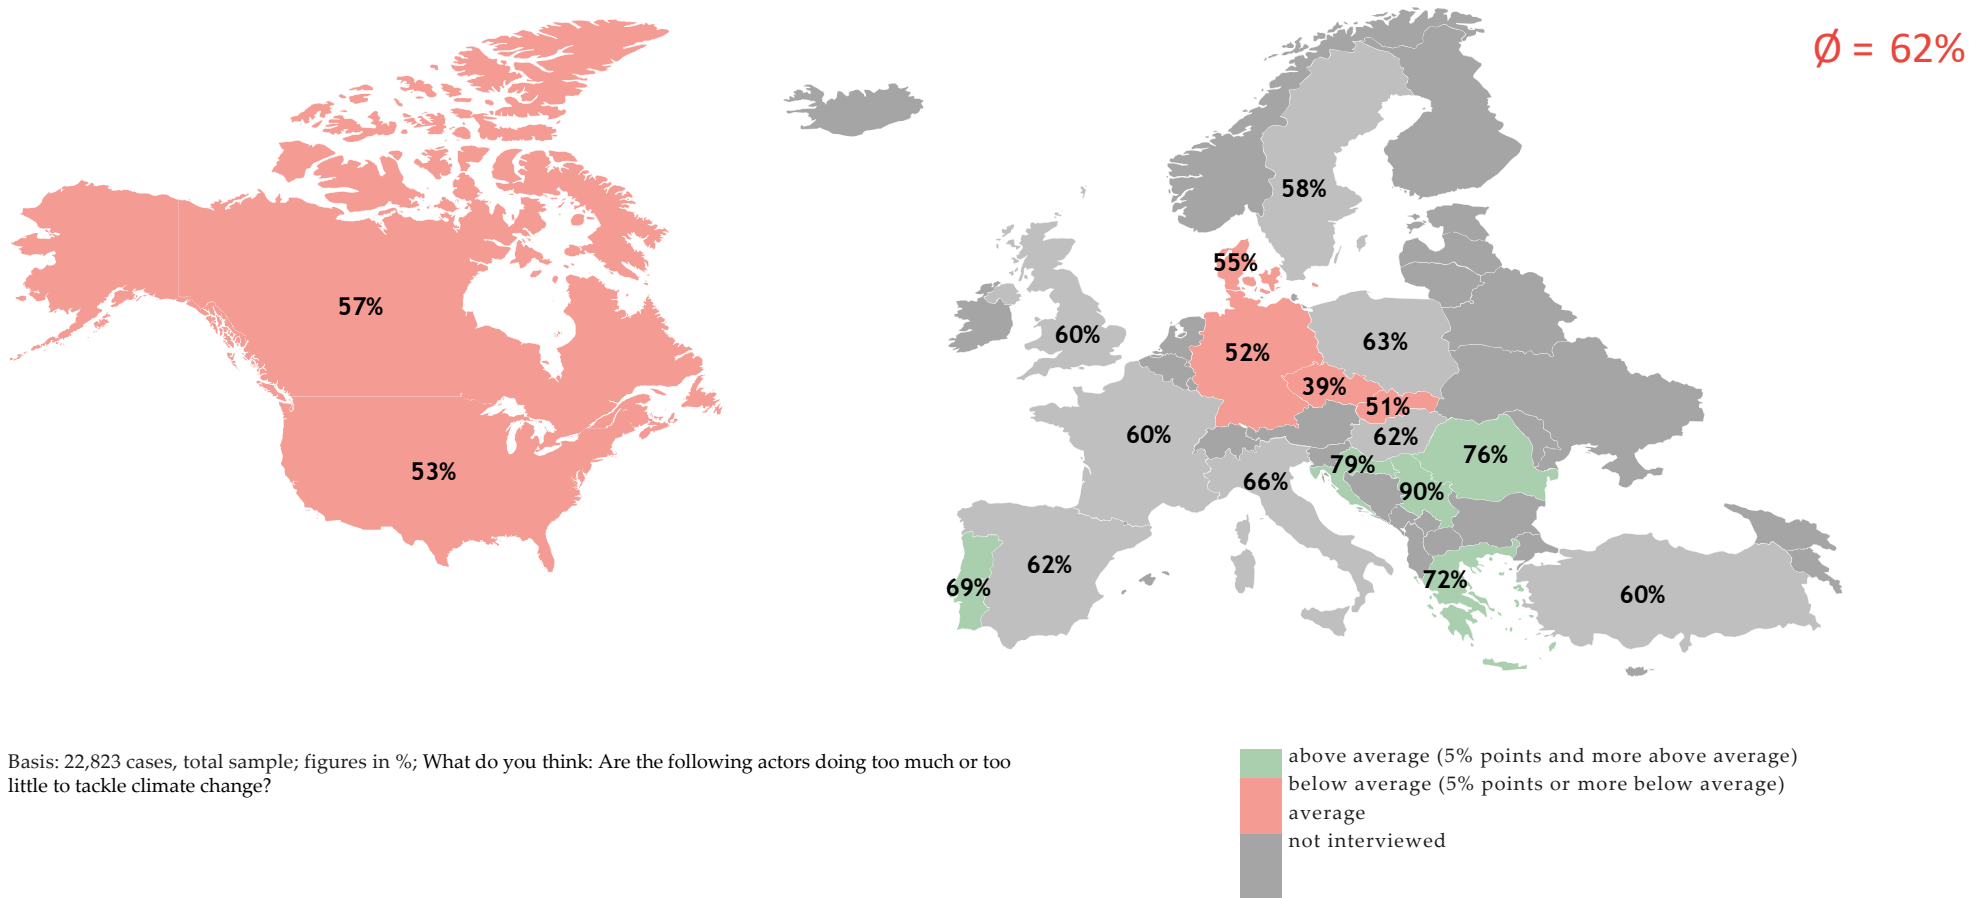 Ø = 62%
58%
55%
57%
60%
63%
52%
39%
51%
60%
62%
76%
79%
53%
66%
90%
62%
72%
69%
60%
Basis: 22,823 cases, total sample; figures in %; What do you think: Are the following actors doing too much or too
little to tackle climate change?
above average (5% points and more above average)
below average (5% points or more below average)
average
not interviewed